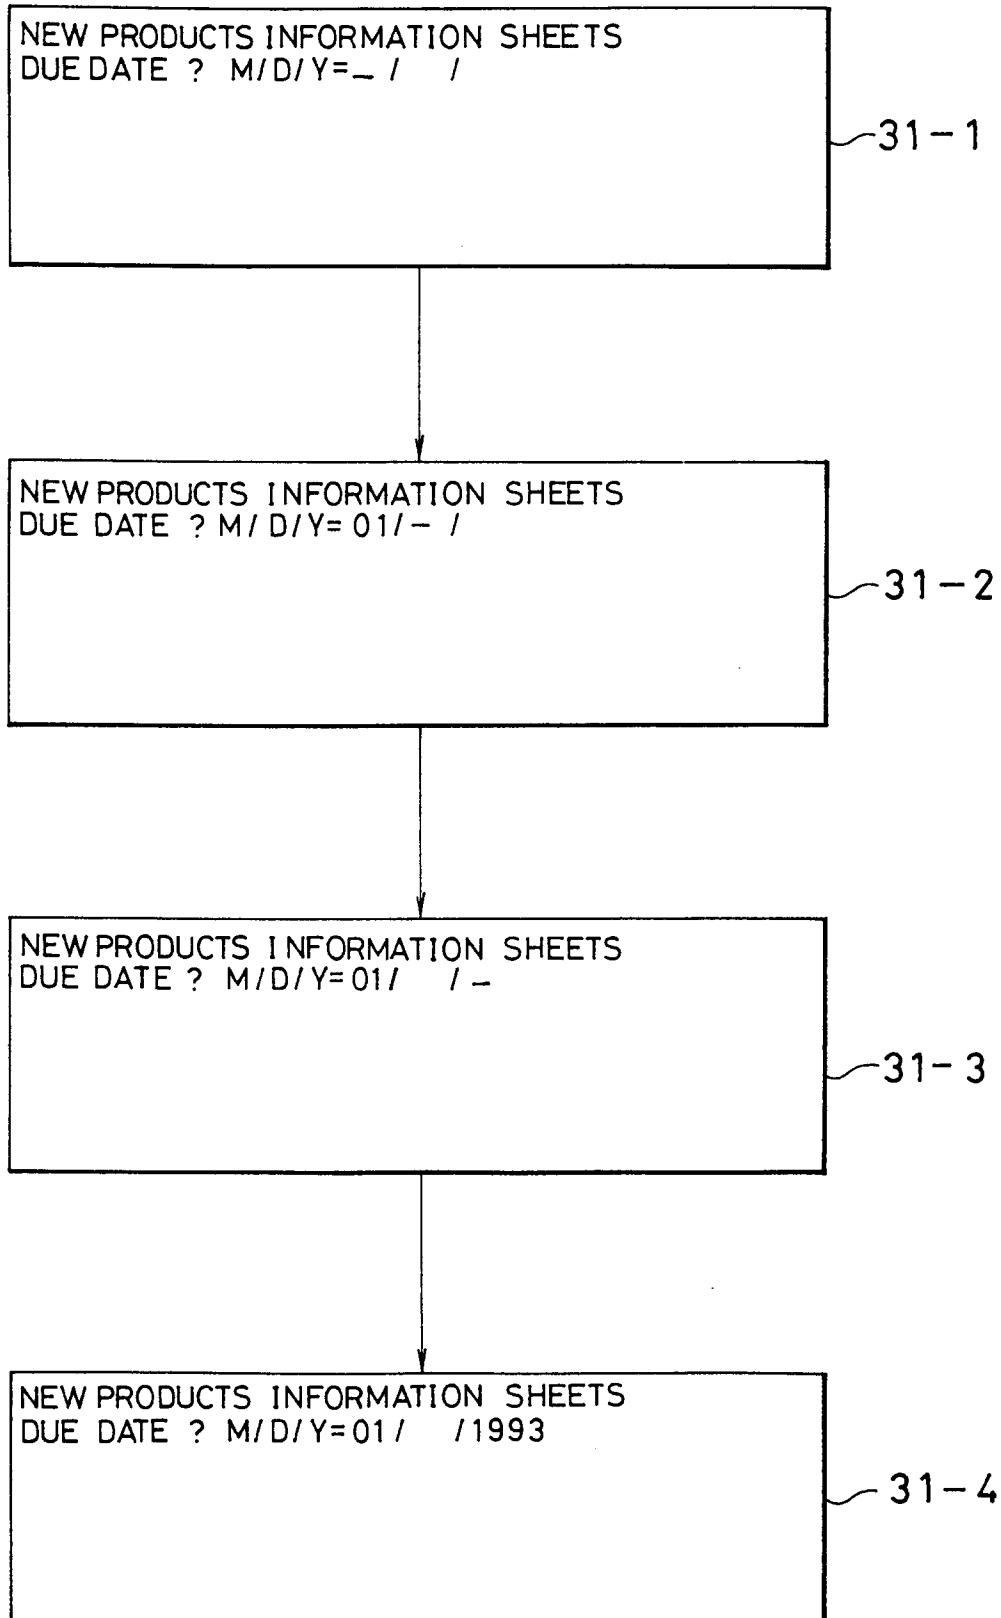 NEW PRODUCTS INFORMATION SHEETS
DUE DATE ? M/D/Y=_ /   /
31-1
NEW PRODUCTS INFORMATION SHEETS
DUE DATE ? M/D/Y=01/- /
31-2
NEW PRODUCTS INFORMATION SHEETS
DUE DATE ? M/D/Y=01/   / -
31-3
NEW PRODUCTS INFORMATION SHEETS
DUE DATE ? M/D/Y=01/   /1993
31-4